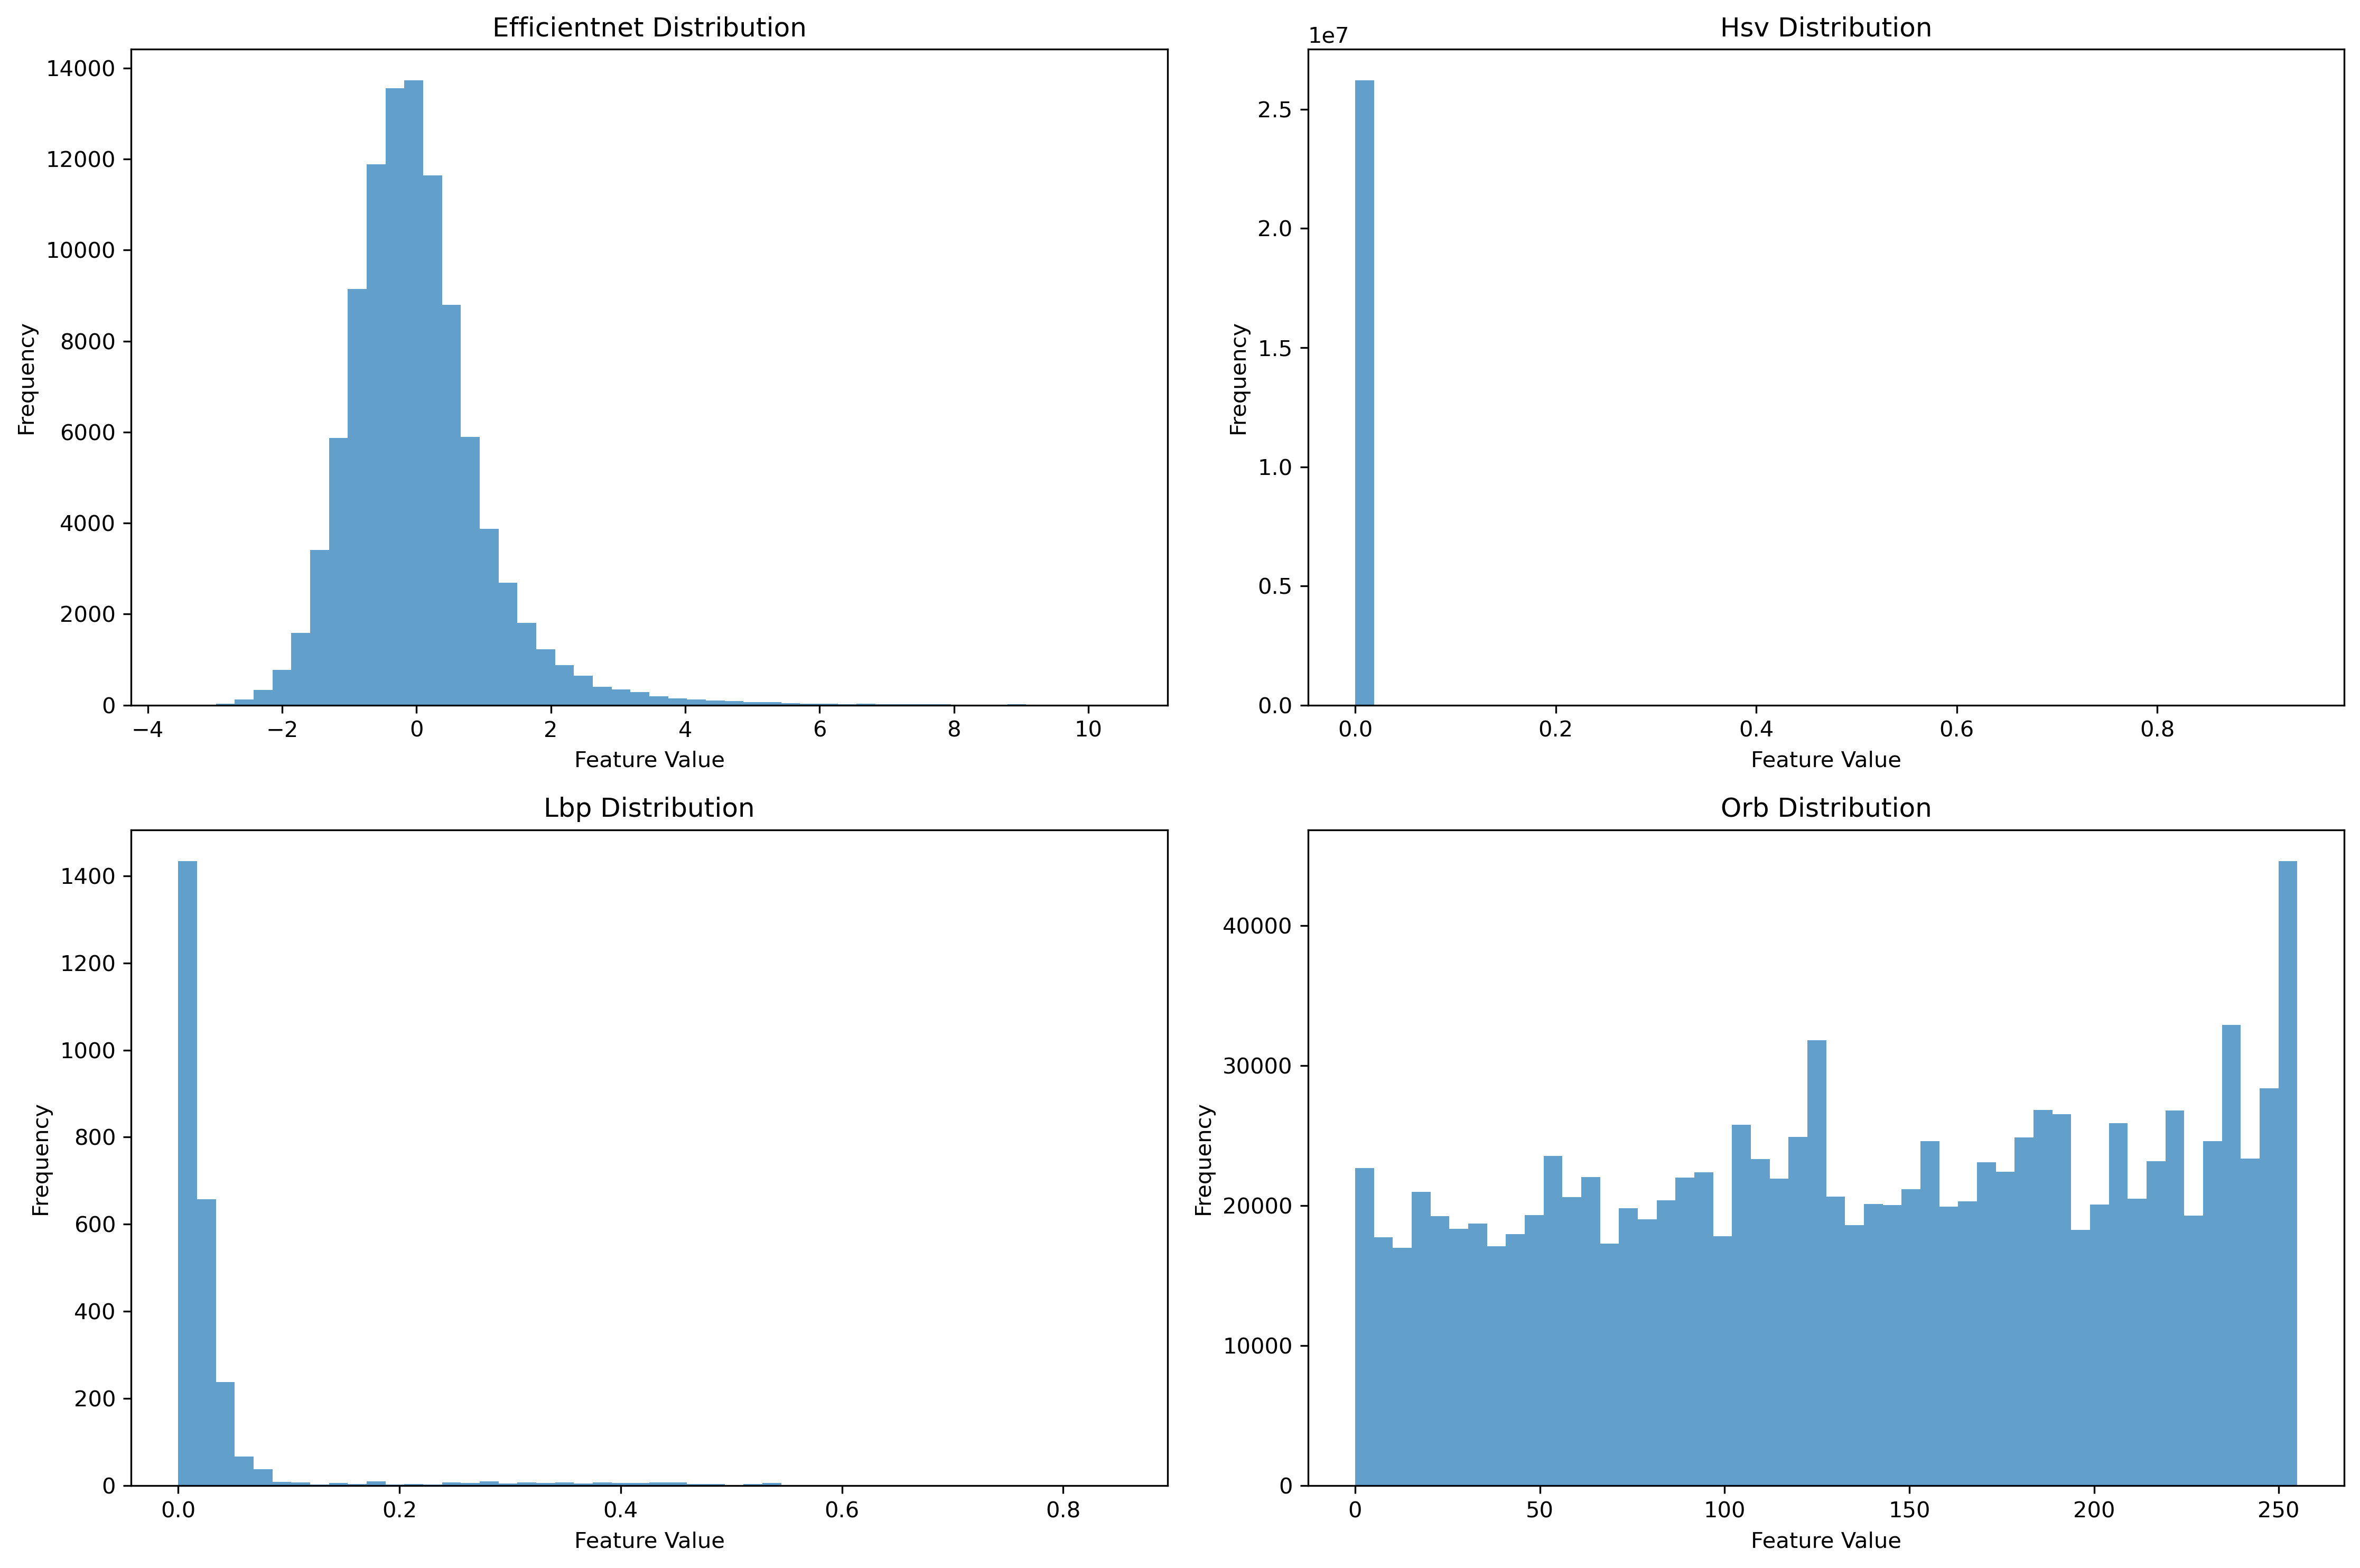 Efficientnet Distribution
14000
12000
10000
8000
6000
4000
2000
0
Frequency
−4 −2 0 2 4 6 8 10
Feature Value
Hsv Distribution
1e7
2.5
2.0
1.5
1.0
0.5
0.0
Frequency
0.0 0.2 0.4 0.6 0.8
Feature Value
Lbp Distribution
1400
1200
1000
800
600
400
200
0
Frequency
0.0 0.2 0.4 0.6 0.8
Feature Value
Orb Distribution
40000
30000
20000
10000
0
Frequency
0 50 100 150 200 250
Feature Value